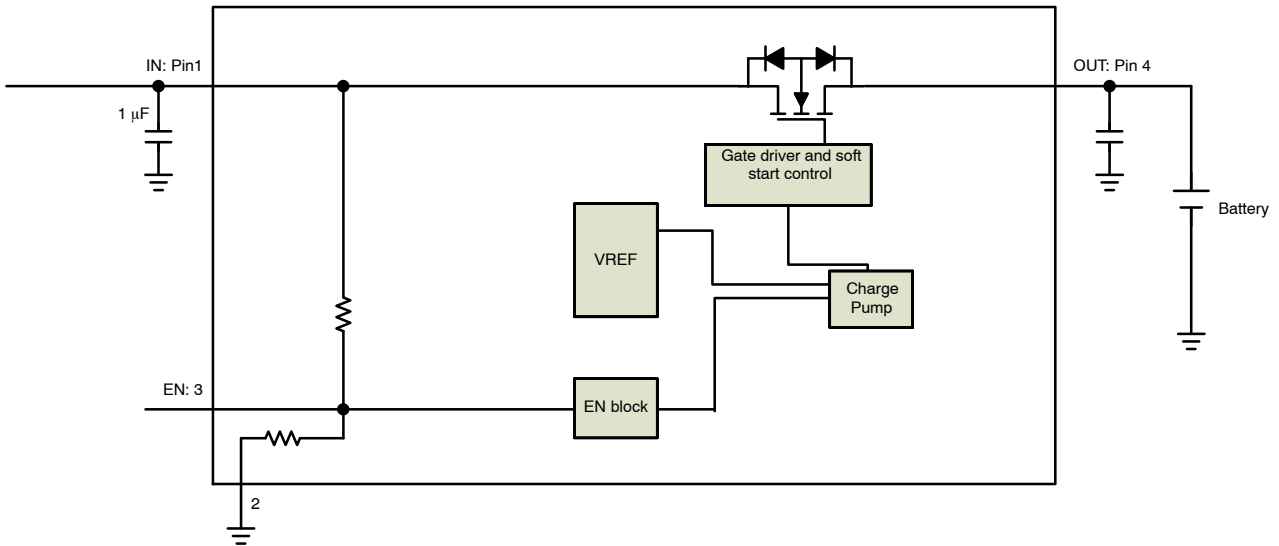 IN: Pin1
OUT: Pin 4
1 μF
Gate driver and soft
start control
Battery
VREF
Charge
Pump
EN: 3
EN block
2